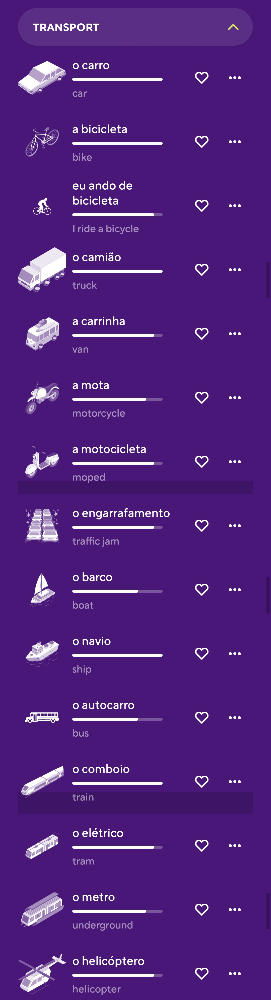 TRANSPORT
o carro
car
a bicicleta
bike
eu ando de
bicicleta
I ride a bicycle
o camião
truck
a carrinha
van
a mota
motorcycle
a motocicleta
moped
o engarrafamento
traffic jam
o barco
boat
o navio
ship
o autocarro
bus
o comboio
train
o elétrico
tram
o metro
underground
o helicóptero
helicopter